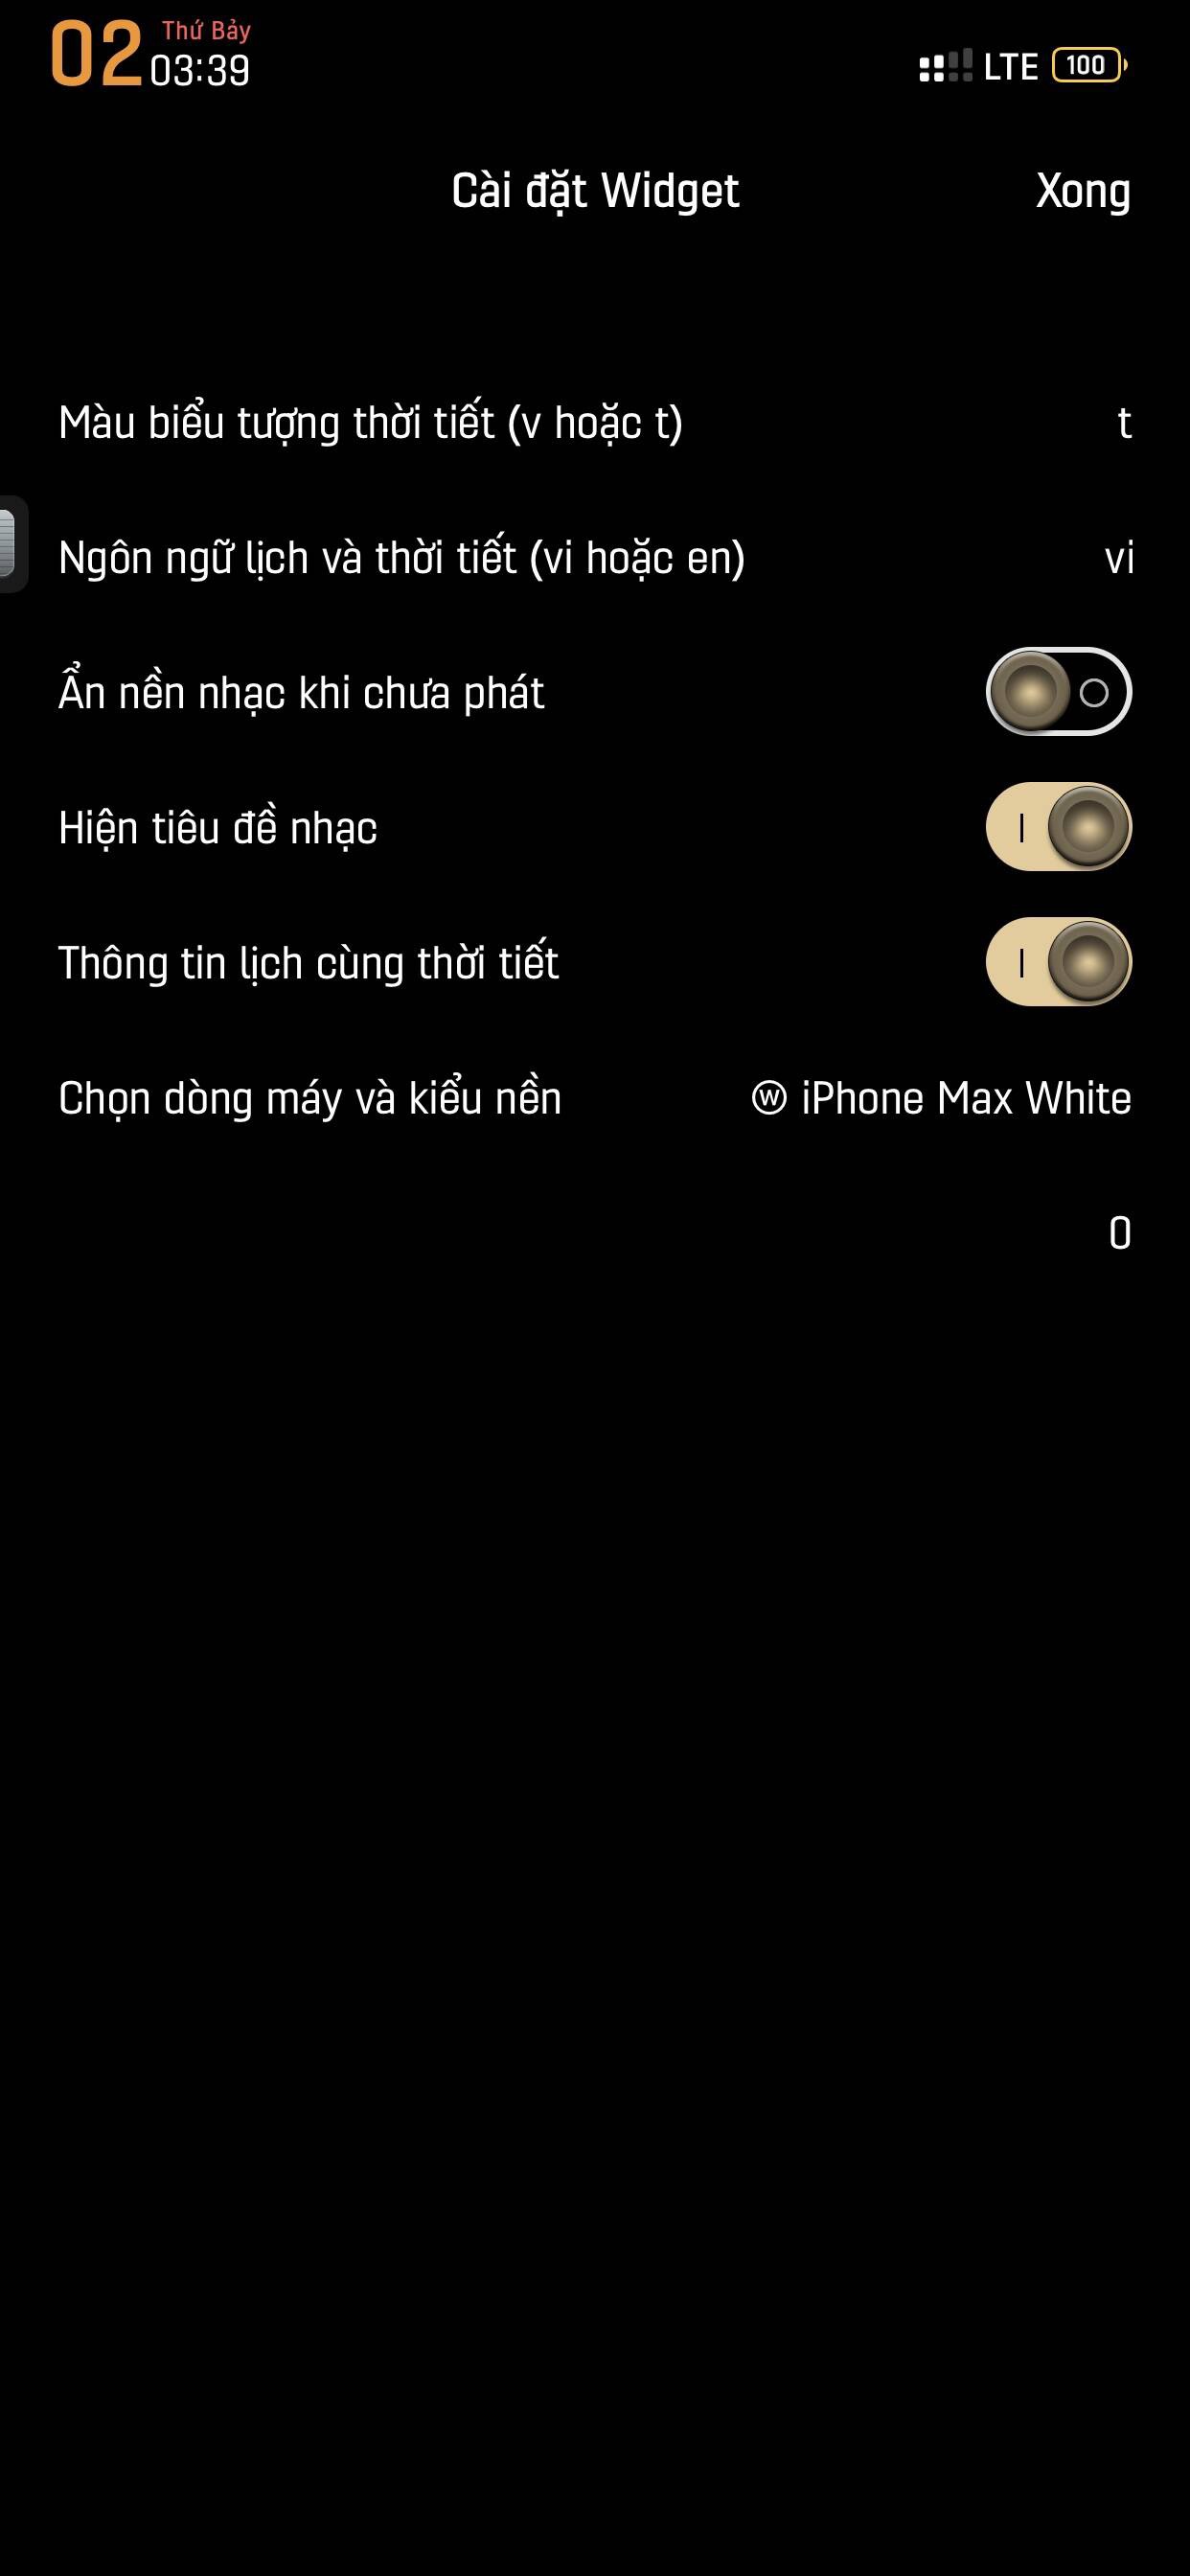 02 Thứ Bảy
03:39
LTE 100
Cài đặt Widget Xong
Màu biểu tượng thời tiết (v hoặc t) t
Ngôn ngữ lịch và thời tiết (vi hoặc en) vi
Ẩn nền nhạc khi chưa phát
Hiện tiêu đề nhạc
Thông tin lịch cùng thời tiết
Chọn dòng máy và kiểu nền Ⓦ iPhone Max White
0